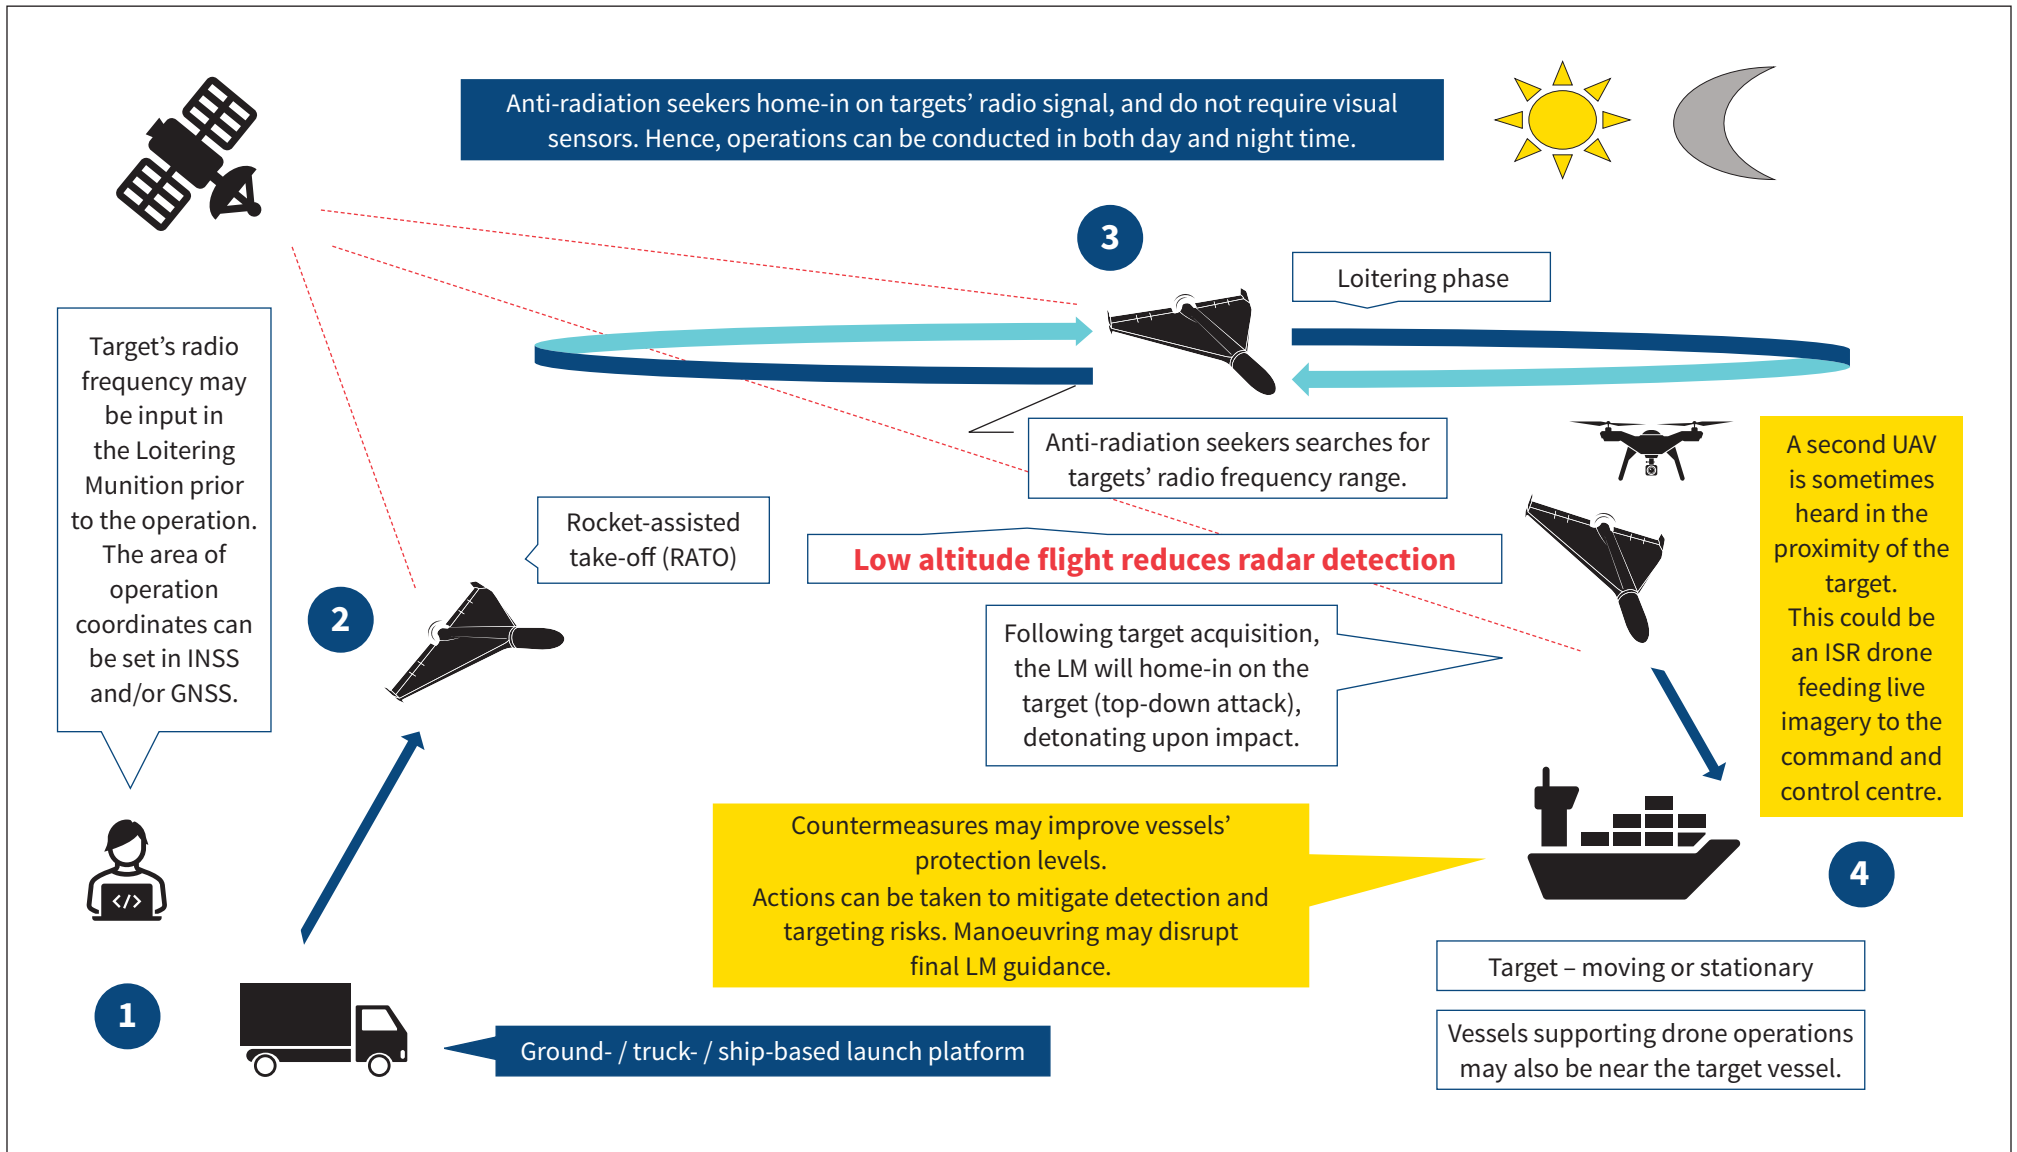 Anti-radiation seekers home-in on targets’ radio signal, and do not require visual
sensors. Hence, operations can be conducted in both day and night time.
3
Loitering phase
Target’s radio
frequency may
be input in
the Loitering
Munition prior
to the operation.
The area of
operation
coordinates can
be set in INSS
and/or GNSS.
Anti-radiation seekers searches for
targets’ radio frequency range.
A second UAV
is sometimes
heard in the
proximity of the
target.
This could be
an ISR drone
feeding live
imagery to the
command and
control centre.
Rocket-assisted
take-off (RATO)
Low altitude flight reduces radar detection
2
Following target acquisition,
the LM will home-in on the
target (top-down attack),
detonating upon impact.
Countermeasures may improve vessels’
protection levels.
Actions can be taken to mitigate detection and
targeting risks. Manoeuvring may disrupt
final LM guidance.
4
</>
Target – moving or stationary
1
Ground- / truck- / ship-based launch platform
Vessels supporting drone operations
may also be near the target vessel.